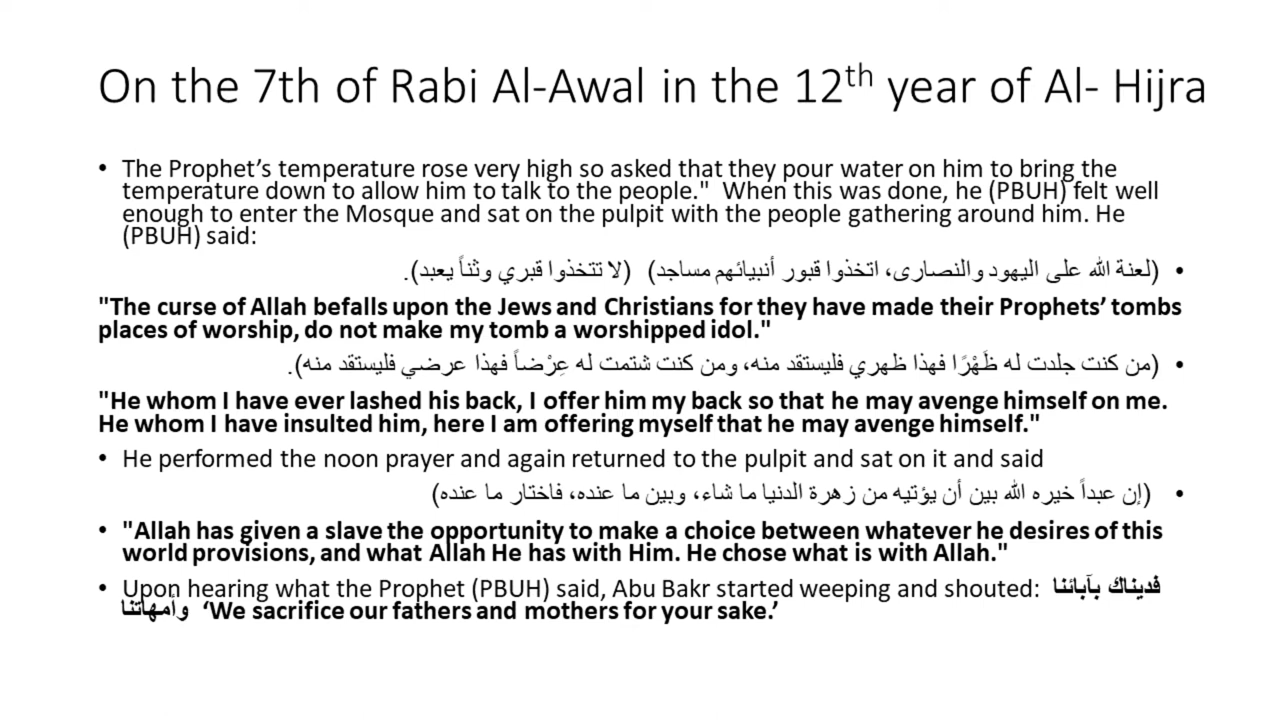 On the 7th of Rabi Al-Awal in the 12th year of Al- Hijra
• The Prophet's temperature rose very high so asked that they pour water on him to bring the
temperature down to allow him to talk to the people." When this was done, he (PBUH) felt well
enough to enter the Mosque and sat on the pulpit with the people gathering around him. He
(PBUH) said:
• (لعنة الله على اليهود والنصارى، اتخذوا قبور أنبيائهم مساجد) (لا تتخذوا قبري وثناً يعبد).
"The curse of Allah befalls upon the Jews and Christians for they have made their Prophets' tombs
places of worship, do not make my tomb a worshipped idol."
• (من كنت جلدت له ظَهْرًا فهذا ظهري فليستقد منه، ومن كنت شتمت له عِرْضاً فهذا عرضي فليستقد منه).
"He whom I have ever lashed his back, I offer him my back so that he may avenge himself on me.
He whom I have insulted him, here I am offering myself that he may avenge himself."
• He performed the noon prayer and again returned to the pulpit and sat on it and said
• (إن عبداً خيره الله بين أن يؤتيه من زهرة الدنيا ما شاء، وبين ما عنده، فاختار ما عنده)
• "Allah has given a slave the opportunity to make a choice between whatever he desires of this
world provisions, and what Allah He has with Him. He chose what is with Allah."
• Upon hearing what the Prophet (PBUH) said, Abu Bakr started weeping and shouted: فديناك بآبائنا
وأمهاتنا ‘We sacrifice our fathers and mothers for your sake.’